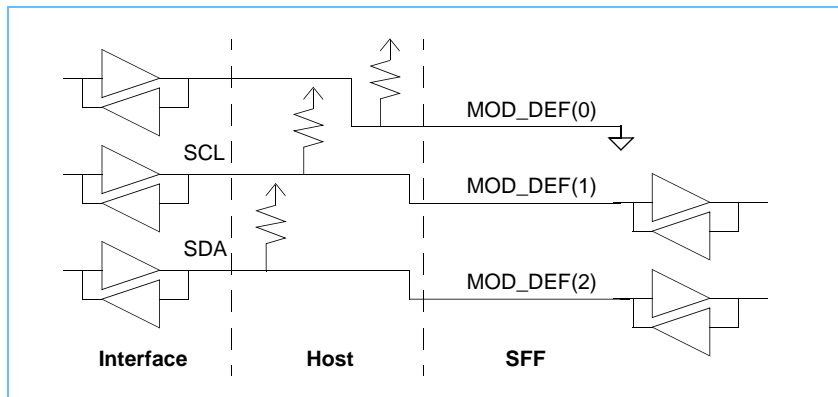 MOD_DEF(0)
SCL
MOD_DEF(1)
SDA
MOD_DEF(2)
Interface Host SFF